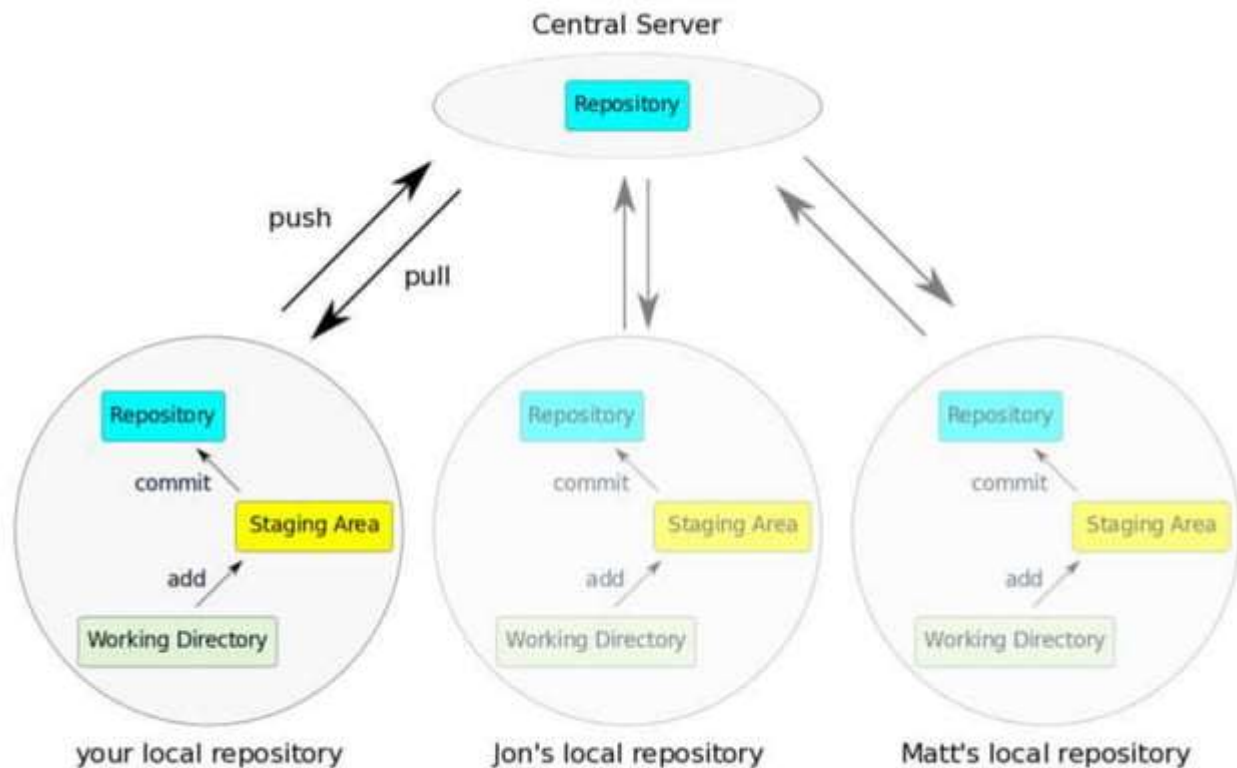 Central Server
Repository
push
pull
Repository
commit
Staging Area
add
Working Directory
your local repository
Repository
commit
Staging Area
add
Working Directory
Jon's local repository
Repository
commit
Staging Area
add
Working Directory
Matt's local repository